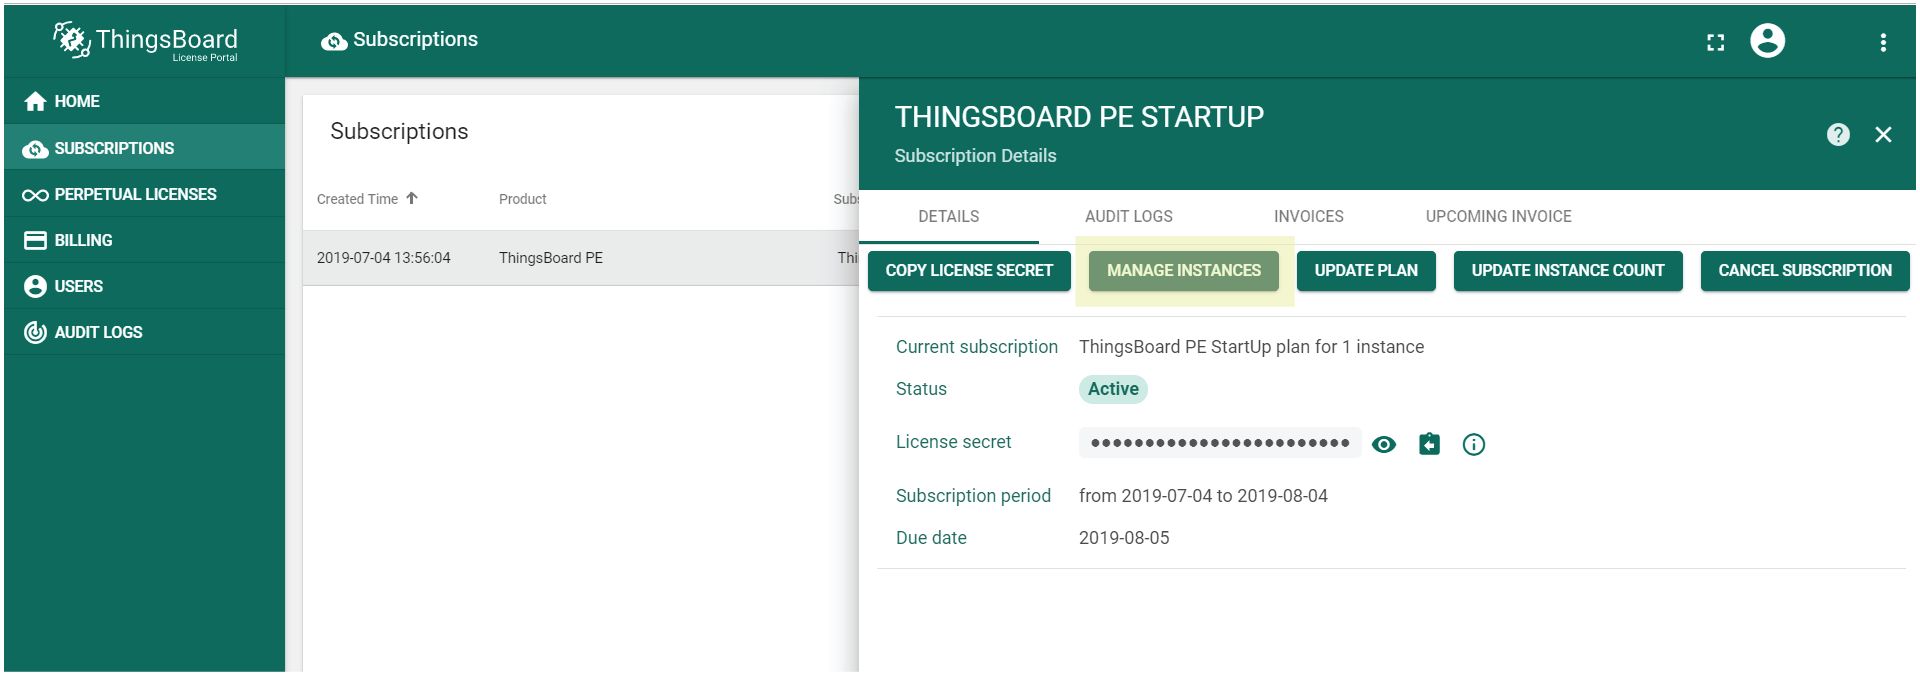 ThingsBoard
License Portal
HOME
SUBSCRIPTIONS
PERPETUAL LICENSES
BILLING
USERS
AUDIT LOGS
Subscriptions
Subscriptions
Created Time Product Subs
2019-07-04 13:56:04 ThingsBoard PE Thi
THINGSBOARD PE STARTUP
Subscription Details
DETAILS AUDIT LOGS INVOICES UPCOMING INVOICE
COPY LICENSE SECRET MANAGE INSTANCES UPDATE PLAN UPDATE INSTANCE COUNT CANCEL SUBSCRIPTION
Current subscription ThingsBoard PE StartUp plan for 1 instance
Status Active
License secret ••••••••••••••••••••••••
Subscription period from 2019-07-04 to 2019-08-04
Due date 2019-08-05